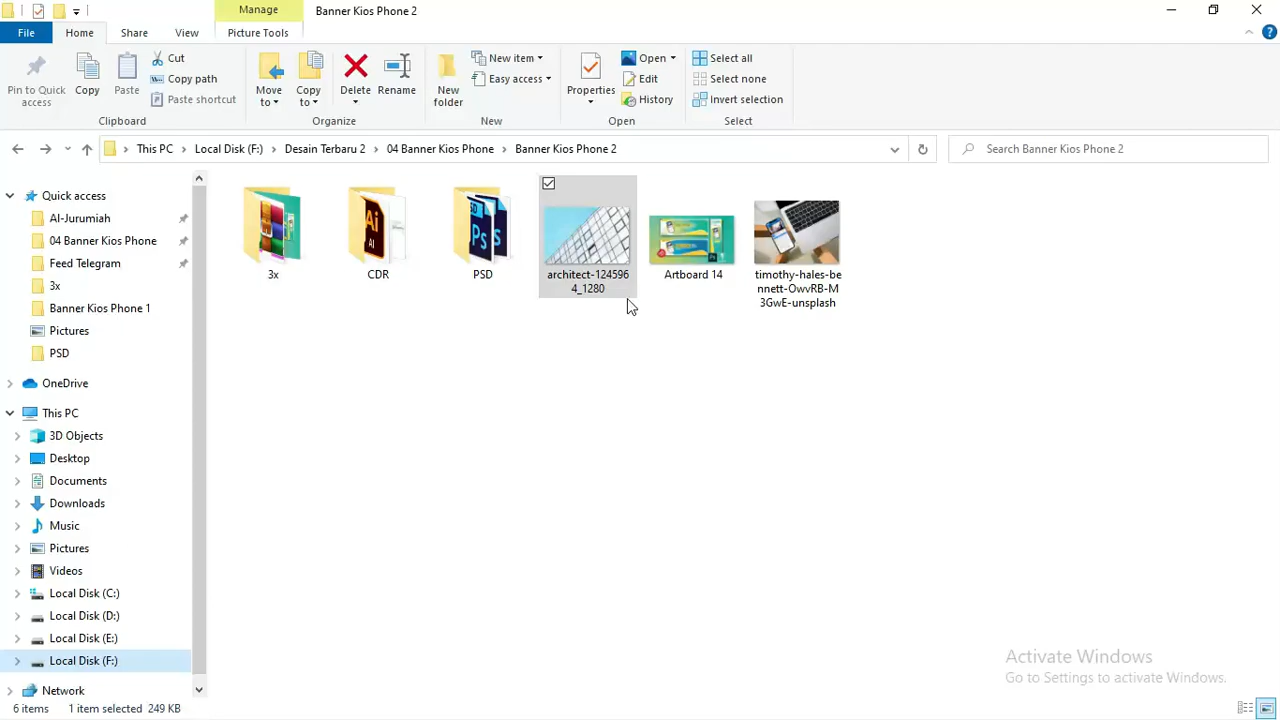 Manage
Banner Kios Phone 2
File
Home
Share
View
Picture Tools
Pin to Quick
access
Copy
Paste
Cut
Copy path
Paste shortcut
Clipboard
Move
to
Copy
to
Delete
Rename
Organize
New
folder
New item
Easy access
New
Properties
Open
Edit
History
Open
Select all
Select none
Invert selection
Select
This PC
Local Disk (F:)
Desain Terbaru 2
04 Banner Kios Phone
Banner Kios Phone 2
Search Banner Kios Phone 2
Quick access
Al-Jurumiah
04 Banner Kios Phone
Feed Telegram
3x
Banner Kios Phone 1
Pictures
PSD
OneDrive
This PC
3D Objects
Desktop
Documents
Downloads
Music
Pictures
Videos
Local Disk (C:)
Local Disk (D:)
Local Disk (E:)
Local Disk (F:)
Network
3x
Ai
AI
CDR
Ps
PSD
architect-124596
4_1280
Artboard 14
timothy-hales-be
nnett-OwvRB-M
3GwE-unsplash
Activate Windows
Go to Settings to activate Windows.
6 items
1 item selected 249 KB